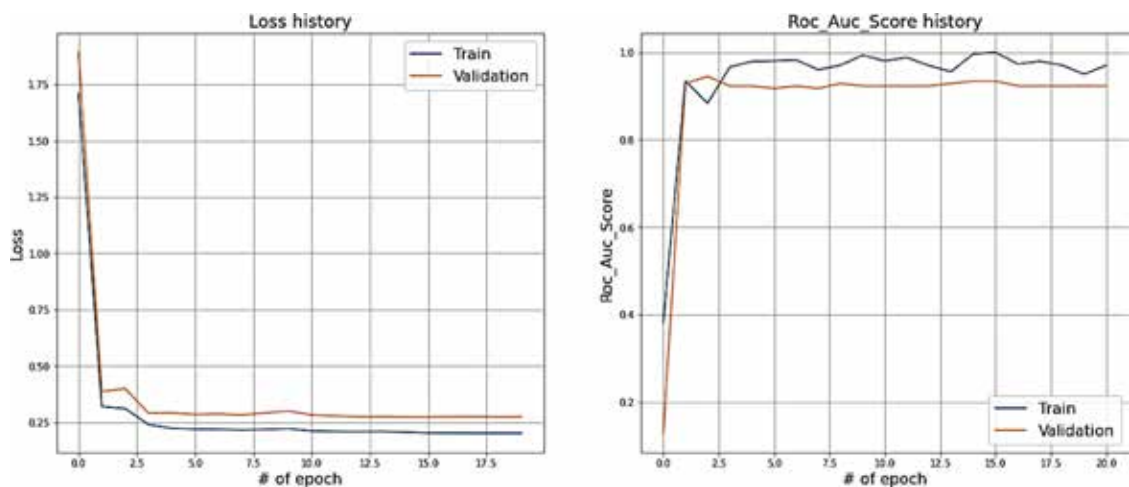 Loss history
Train
Validation
1.75
1.50
1.25
1.00
0.75
0.50
0.25
Loss
0.0 2.5 5.0 7.5 10.0 12.5 15.0 17.5
# of epoch
Roc_Auc_Score history
1.0
0.8
0.6
0.4
0.2
Roc_Auc_Score
Train
Validation
0.0 2.5 5.0 7.5 10.0 12.5 15.0 17.5 20.0
# of epoch